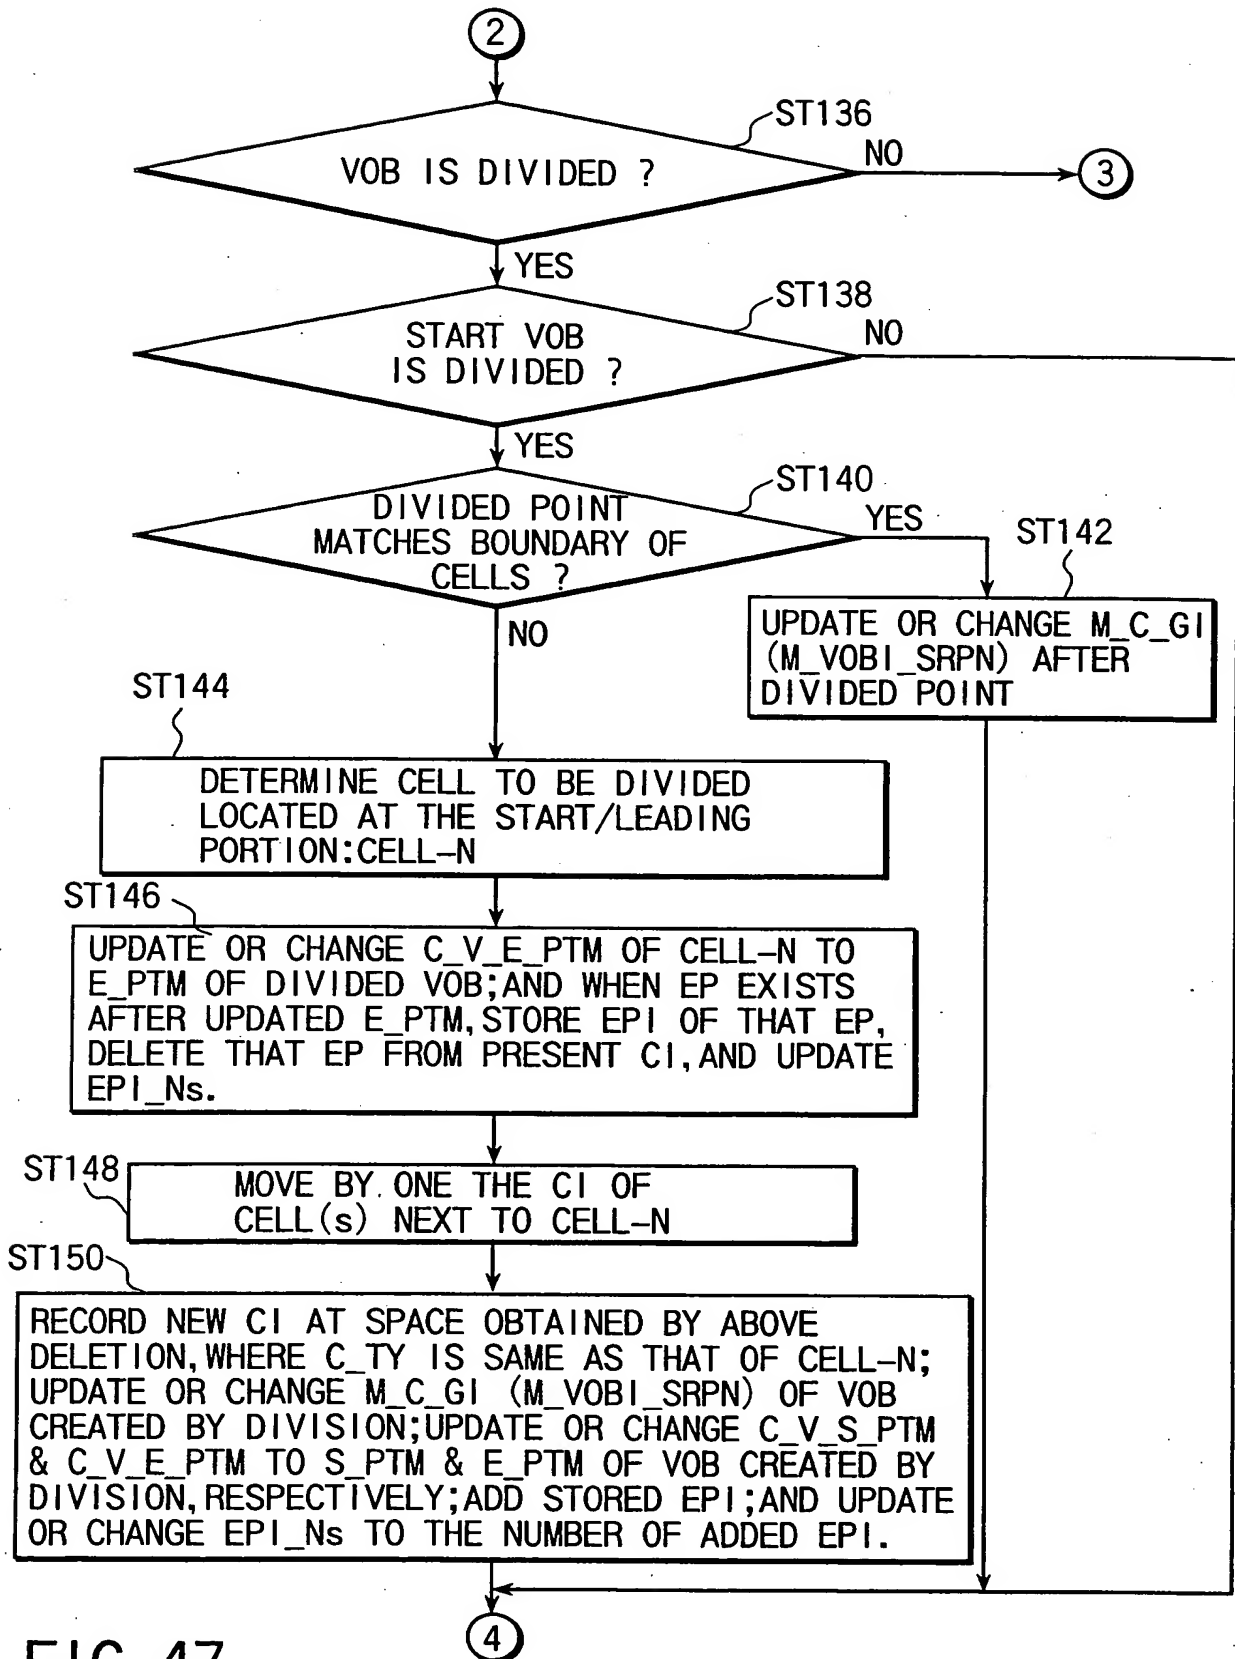 2
ST136
VOB IS DIVIDED ?
NO
3
YES
ST138
START VOB
IS DIVIDED ?
NO
YES
ST140
DIVIDED POINT
MATCHES BOUNDARY OF
CELLS ?
YES
ST142
NO
UPDATE OR CHANGE M_C_GI
(M_VOBI_SRPN) AFTER
DIVIDED POINT
ST144
DETERMINE CELL TO BE DIVIDED
LOCATED AT THE START/LEADING
PORTION:CELL-N
ST146
UPDATE OR CHANGE C_V_E_PTM OF CELL-N TO
E_PTM OF DIVIDED VOB;AND WHEN EP EXISTS
AFTER UPDATED E_PTM,STORE EPI OF THAT EP,
DELETE THAT EP FROM PRESENT CI,AND UPDATE
EPI_Ns.
ST148
MOVE BY ONE THE CI OF
CELL(s) NEXT TO CELL-N
ST150
RECORD NEW CI AT SPACE OBTAINED BY ABOVE
DELETION,WHERE C_TY IS SAME AS THAT OF CELL-N;
UPDATE OR CHANGE M_C_GI (M_VOBI_SRPN) OF VOB
CREATED BY DIVISION;UPDATE OR CHANGE C_V_S_PTM
& C_V_E_PTM TO S_PTM & E_PTM OF VOB CREATED BY
DIVISION,RESPECTIVELY;ADD STORED EPI;AND UPDATE
OR CHANGE EPI_Ns TO THE NUMBER OF ADDED EPI.
4
FIG. 47